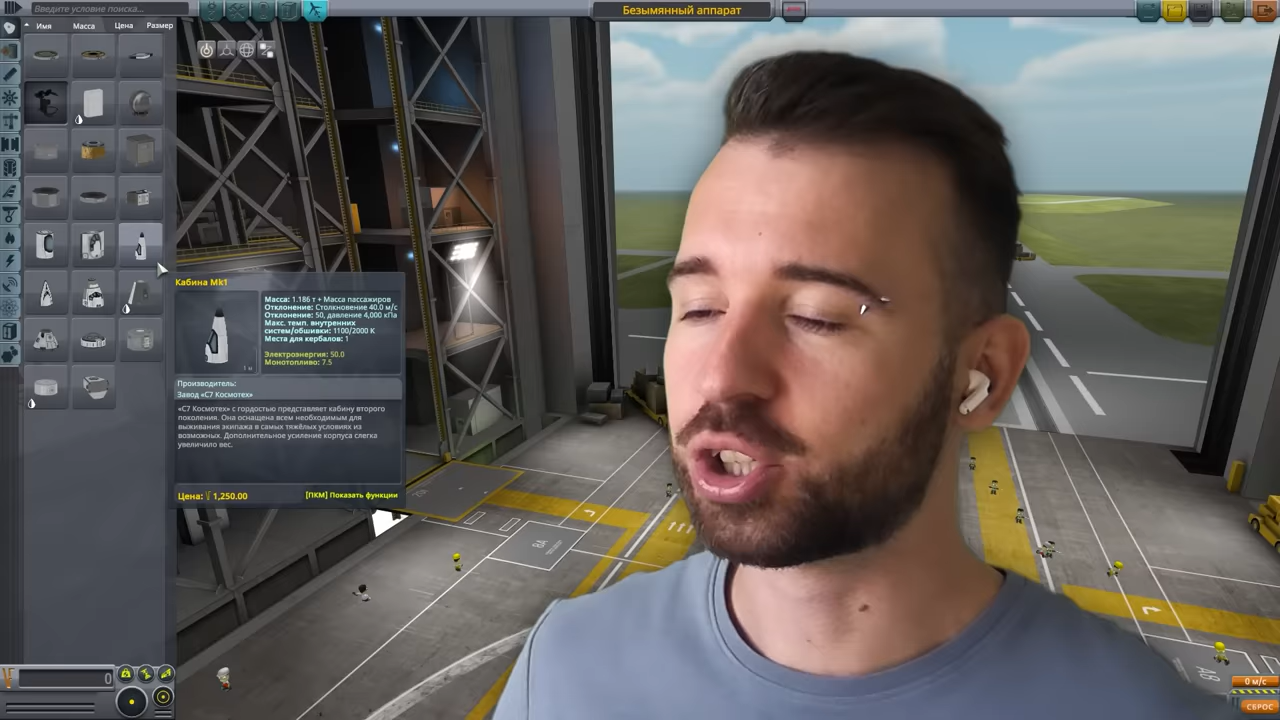 Введите условие поиска...
Безымянный аппарат
Имя Масса Цена Размер
Кабина Mk1
Масса: 1.186 т + Масса пассажиров
Отклонение: Столкновение 40.0 м/с
Отклонение: 50, давление 4,000 кПа
Макс. темп. внутренних
систем/обшивки: 1100/2000 K
Места для кербалов: 1
Электроэнергия: 50.0
Монотопливо: 7.5
Производитель:
Завод «С7 Космотех»
«С7 Космотех» с гордостью представляет кабину второго
поколения. Она оснащена всем необходимым для
выживания экипажа в самых тяжёлых условиях из
возможных. Дополнительное усиление корпуса слегка
увеличило вес.
Цена: 1,250.00 [ПКМ] Показать функции
8A
0
0 м/с
СБРОС